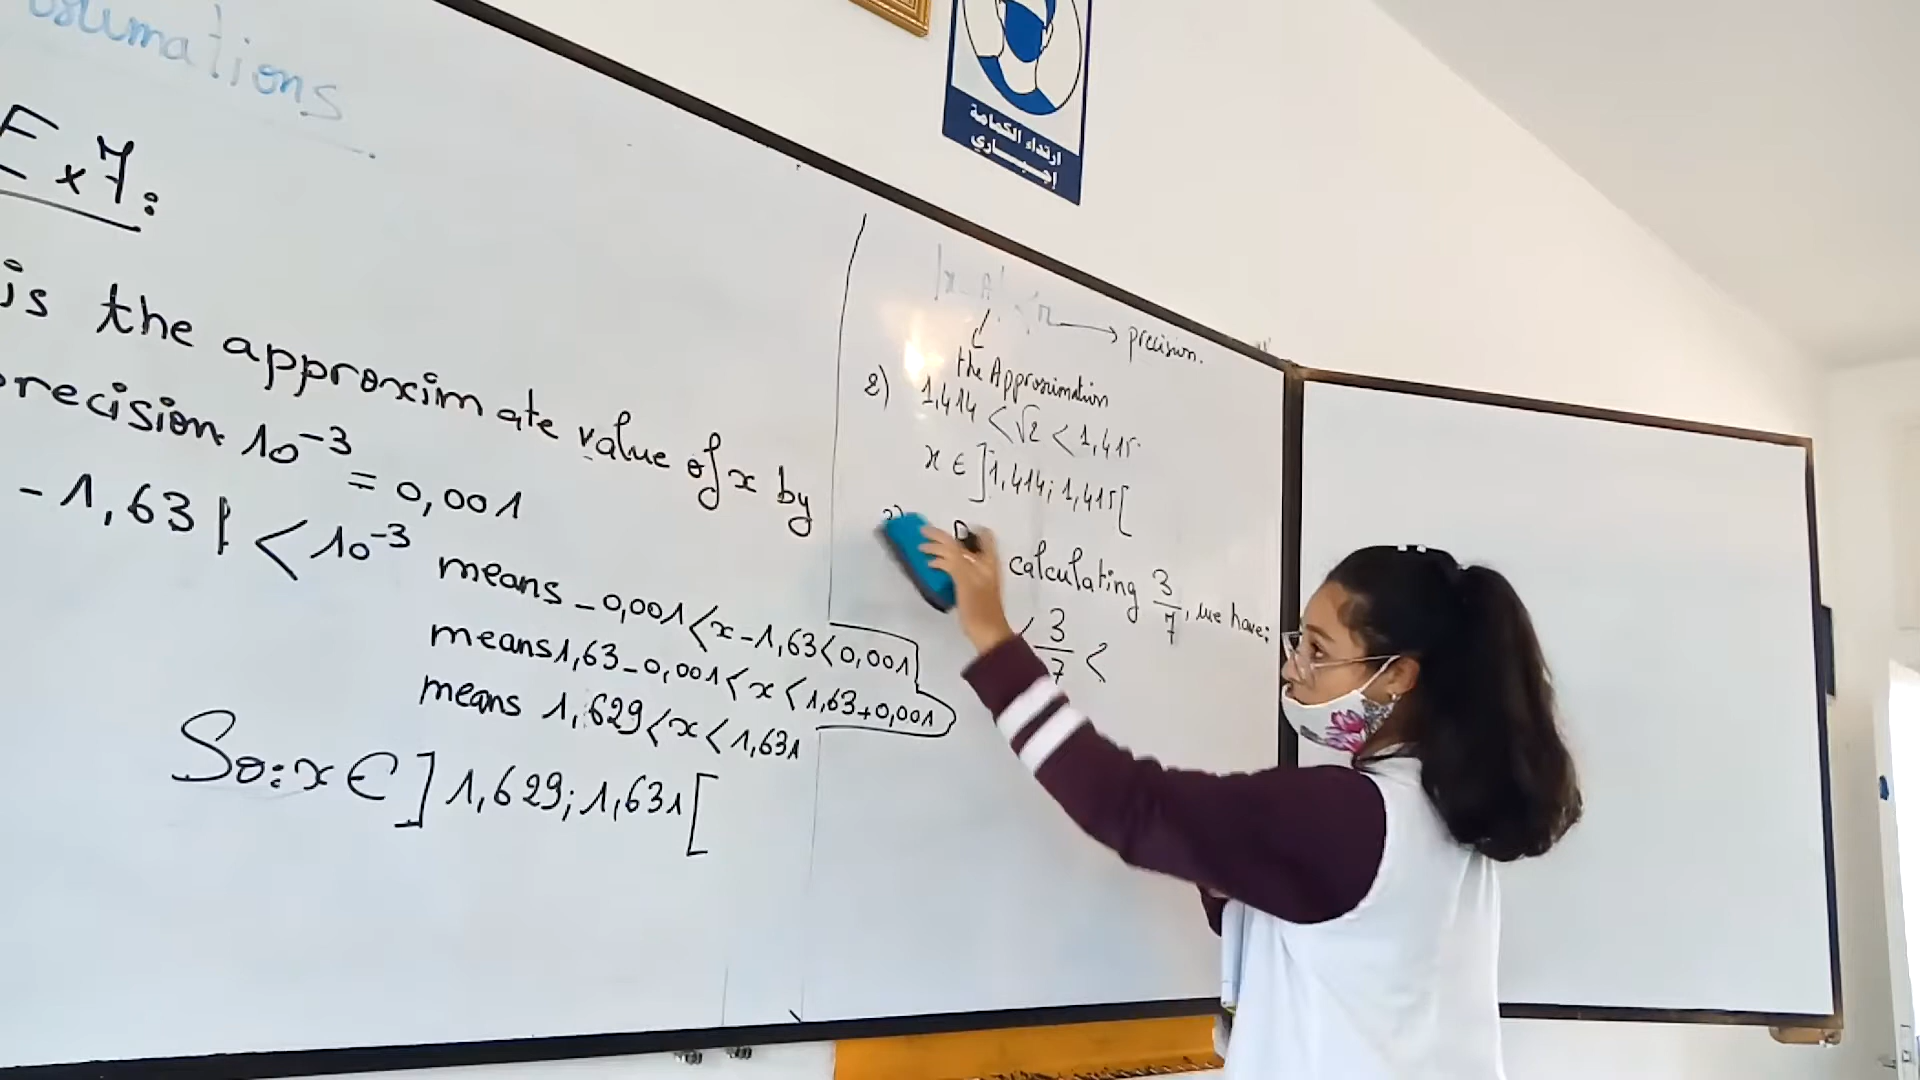 Ex 7:
is the approximate value of x by
precision 10⁻³ = 0,001
- 1,63| < 10⁻³ means - 0,001 < x - 1,63 < 0,001
means 1,63 - 0,001 < x < 1,63 + 0,001
means 1,629 < x < 1,631
So: x ∈ ]1,629; 1,631[
ارتداء الكمامة
إجبـــاري
|x - A| < r → precision.
the Approximation
2) 1,414 < √2 < 1,415
x ∈ ]1,414; 1,415[
calculating 3/7, we have:
< 3/7 <